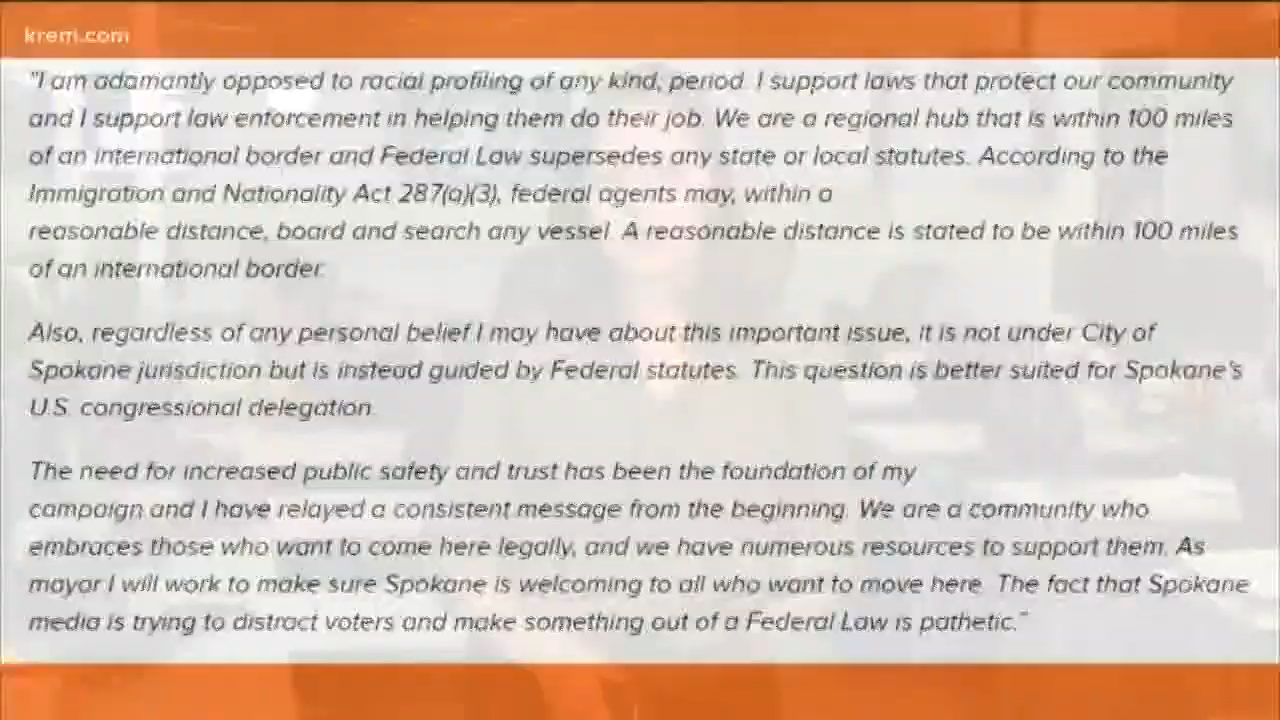 krem.com
"I am adamantly opposed to racial profiling of any kind, period. I support laws that protect our community
and I support law enforcement in helping them do their job. We are a regional hub that is within 100 miles
of an international border and Federal Law supersedes any state or local statutes. According to the
Immigration and Nationality Act 287(a)(3), federal agents may, within a
reasonable distance, board and search any vessel. A reasonable distance is stated to be within 100 miles
of an international border.
Also, regardless of any personal belief I may have about this important issue, it is not under City of
Spokane jurisdiction but is instead guided by Federal statutes. This question is better suited for Spokane's
U.S. congressional delegation.
The need for increased public safety and trust has been the foundation of my
campaign and I have relayed a consistent message from the beginning. We are a community who
embraces those who want to come here legally, and we have numerous resources to support them. As
mayor I will work to make sure Spokane is welcoming to all who want to move here. The fact that Spokane
media is trying to distract voters and make something out of a Federal Law is pathetic."